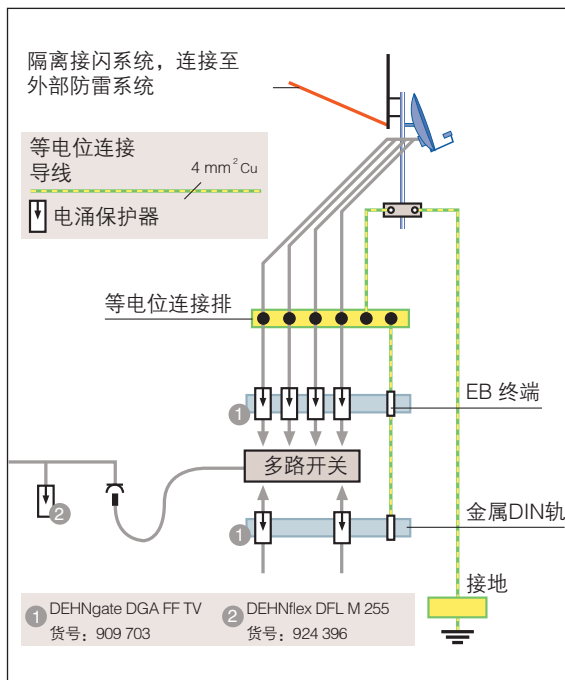 隔离接闪系统，连接至
外部防雷系统
等电位连接
导线
4 mm² Cu
电涌保护器
等电位连接排
1
EB 终端
多路开关
2
1
金属DIN轨
接地
1 DEHNgate DGA FF TV
货号：909 703
2 DEHNflex DFL M 255
货号：924 396